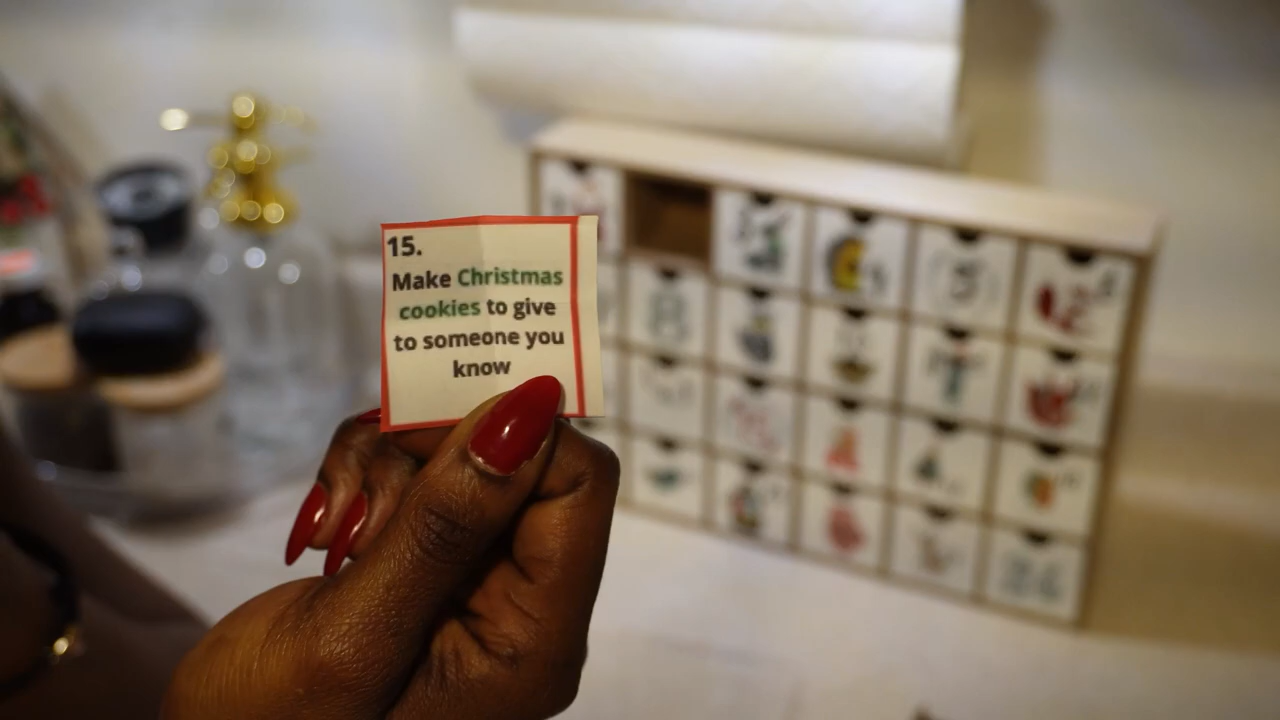 15.
Make Christmas
cookies to give
to someone you
know